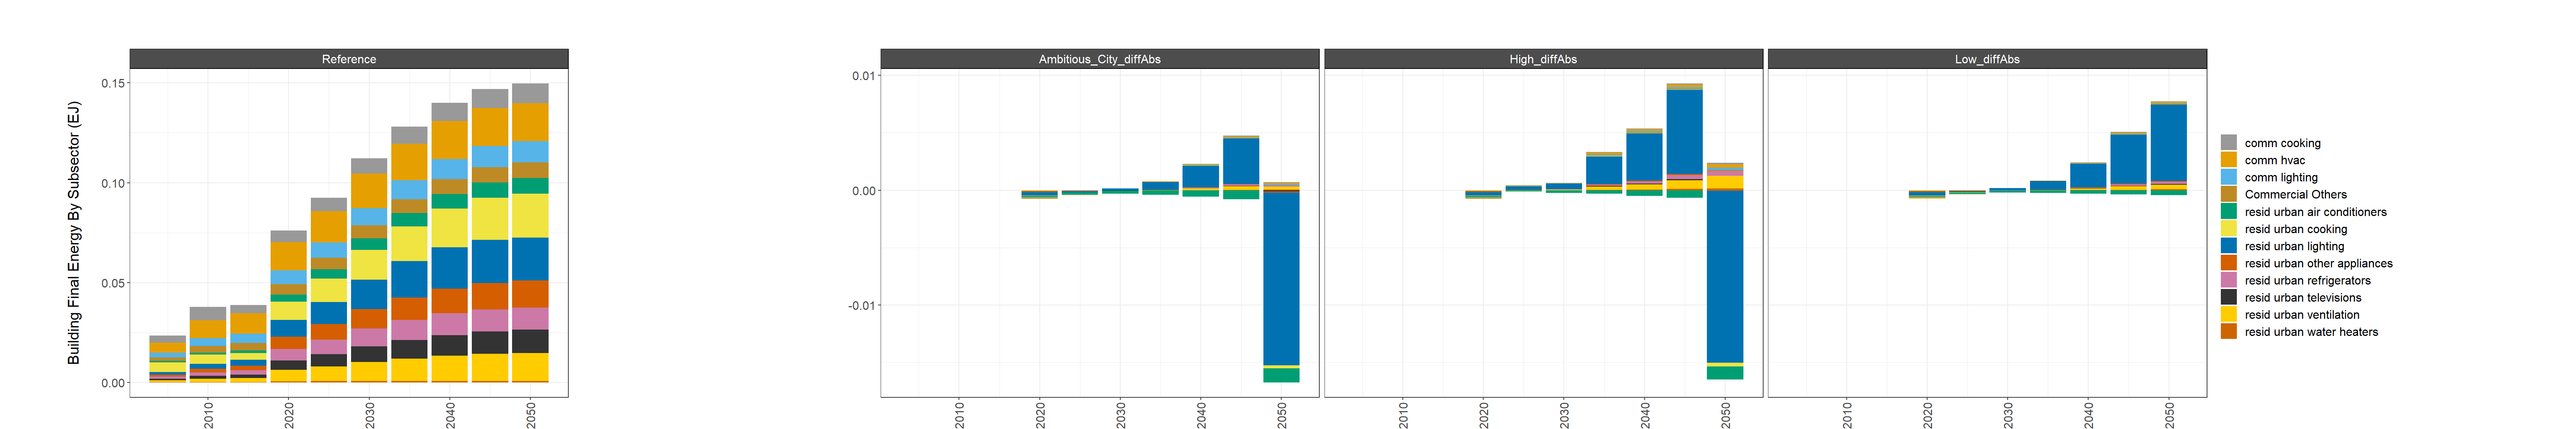 Building Final Energy By Subsector (EJ)
Reference
0.15
0.10
0.05
0.00
2010
2020
2030
2040
2050
Ambitious_City_diffAbs
High_diffAbs
Low_diffAbs
0.01
0.00
-0.01
2010
2020
2030
2040
2050
2010
2020
2030
2040
2050
2010
2020
2030
2040
2050
comm cooking
comm hvac
comm lighting
Commercial Others
resid urban air conditioners
resid urban cooking
resid urban lighting
resid urban other appliances
resid urban refrigerators
resid urban televisions
resid urban ventilation
resid urban water heaters